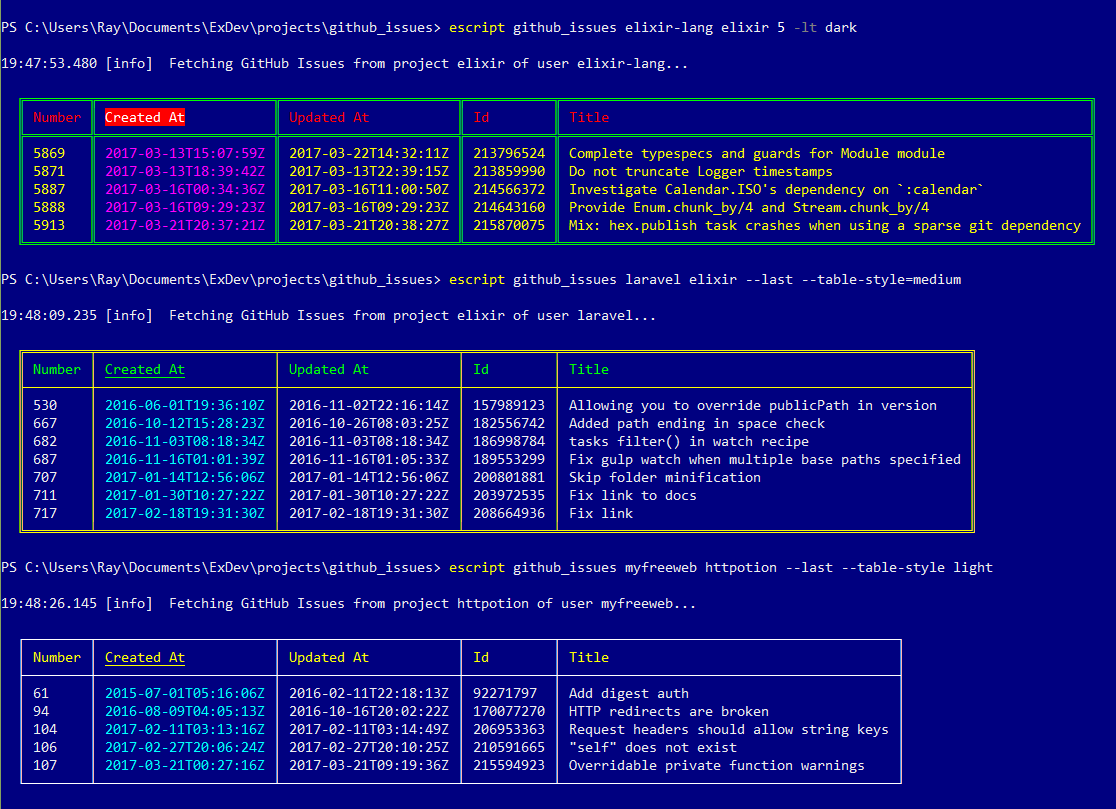 PS C:\Users\Ray\Documents\ExDev\projects\github_issues> escript github_issues elixir-lang elixir 5 -lt dark
19:47:53.480 [info]  Fetching GitHub Issues from project elixir of user elixir-lang...
Number Created At Updated At Id Title
5869 2017-03-13T15:07:59Z 2017-03-22T14:32:11Z 213796524 Complete typespecs and guards for Module module
5871 2017-03-13T18:39:42Z 2017-03-13T22:39:15Z 213859990 Do not truncate Logger timestamps
5887 2017-03-16T00:34:36Z 2017-03-16T11:00:50Z 214566372 Investigate Calendar.ISO's dependency on `:calendar`
5888 2017-03-16T09:29:23Z 2017-03-16T09:29:23Z 214643160 Provide Enum.chunk_by/4 and Stream.chunk_by/4
5913 2017-03-21T20:37:21Z 2017-03-21T20:38:27Z 215870075 Mix: hex.publish task crashes when using a sparse git dependency
PS C:\Users\Ray\Documents\ExDev\projects\github_issues> escript github_issues laravel elixir --last --table-style=medium
19:48:09.235 [info]  Fetching GitHub Issues from project elixir of user laravel...
Number Created At Updated At Id Title
530 2016-06-01T19:36:10Z 2016-11-02T22:16:14Z 157989123 Allowing you to override publicPath in version
667 2016-10-12T15:28:23Z 2016-10-26T08:03:25Z 182556742 Added path ending in space check
682 2016-11-03T08:18:34Z 2016-11-03T08:18:34Z 186998784 tasks filter() in watch recipe
687 2016-11-16T01:01:39Z 2016-11-16T01:05:33Z 189553299 Fix gulp watch when multiple base paths specified
707 2017-01-14T12:56:06Z 2017-01-14T12:56:06Z 200801881 Skip folder minification
711 2017-01-30T10:27:22Z 2017-01-30T10:27:22Z 203972535 Fix link to docs
717 2017-02-18T19:31:30Z 2017-02-18T19:31:30Z 208664936 Fix link
PS C:\Users\Ray\Documents\ExDev\projects\github_issues> escript github_issues myfreeweb httpotion --last --table-style light
19:48:26.145 [info]  Fetching GitHub Issues from project httpotion of user myfreeweb...
Number Created At Updated At Id Title
61 2015-07-01T05:16:06Z 2016-02-11T22:18:13Z 92271797 Add digest auth
94 2016-08-09T04:05:13Z 2016-10-16T20:02:22Z 170077270 HTTP redirects are broken
104 2017-02-11T03:13:16Z 2017-02-11T03:14:49Z 206953363 Request headers should allow string keys
106 2017-02-27T20:06:24Z 2017-02-27T20:10:25Z 210591665 "self" does not exist
107 2017-03-21T00:27:16Z 2017-03-21T09:19:36Z 215594923 Overridable private function warnings